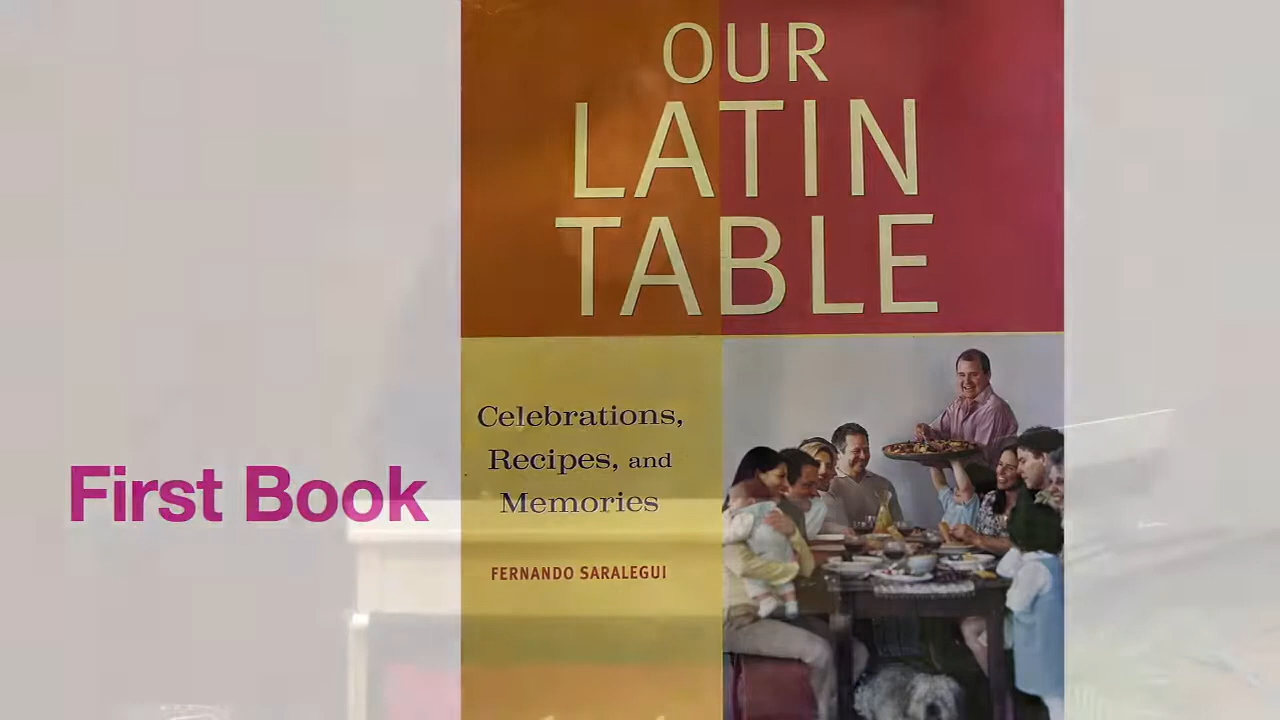 OUR
LATIN
TABLE
Celebrations,
Recipes, and
Memories
FERNANDO SARALEGUI
First Book